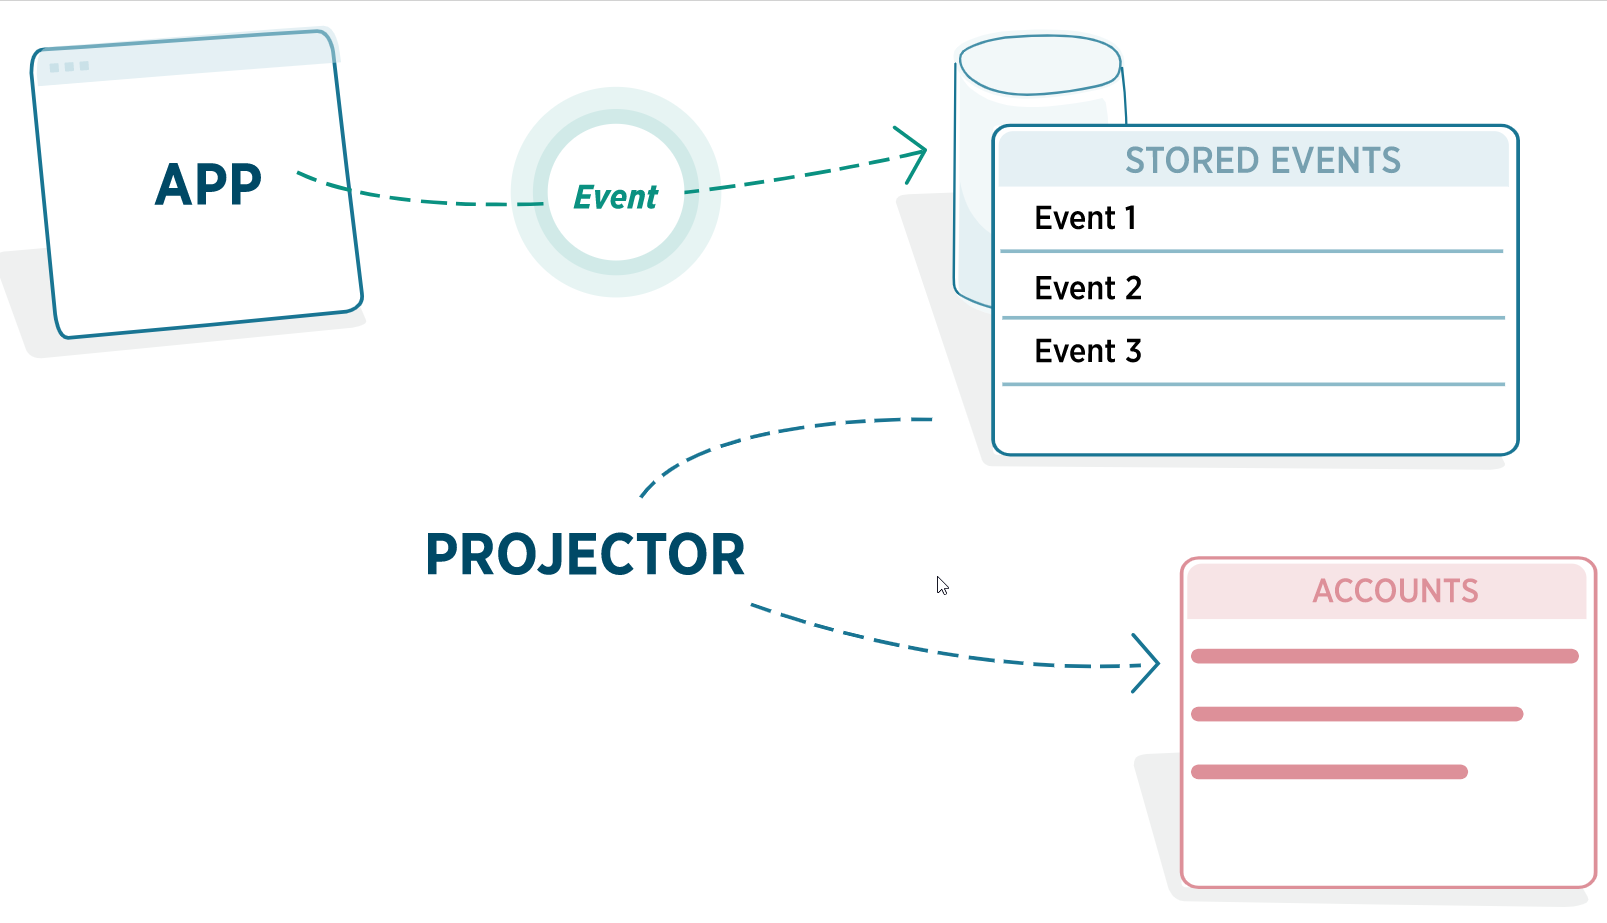 APP
Event
STORED EVENTS
Event 1
Event 2
Event 3
PROJECTOR
ACCOUNTS